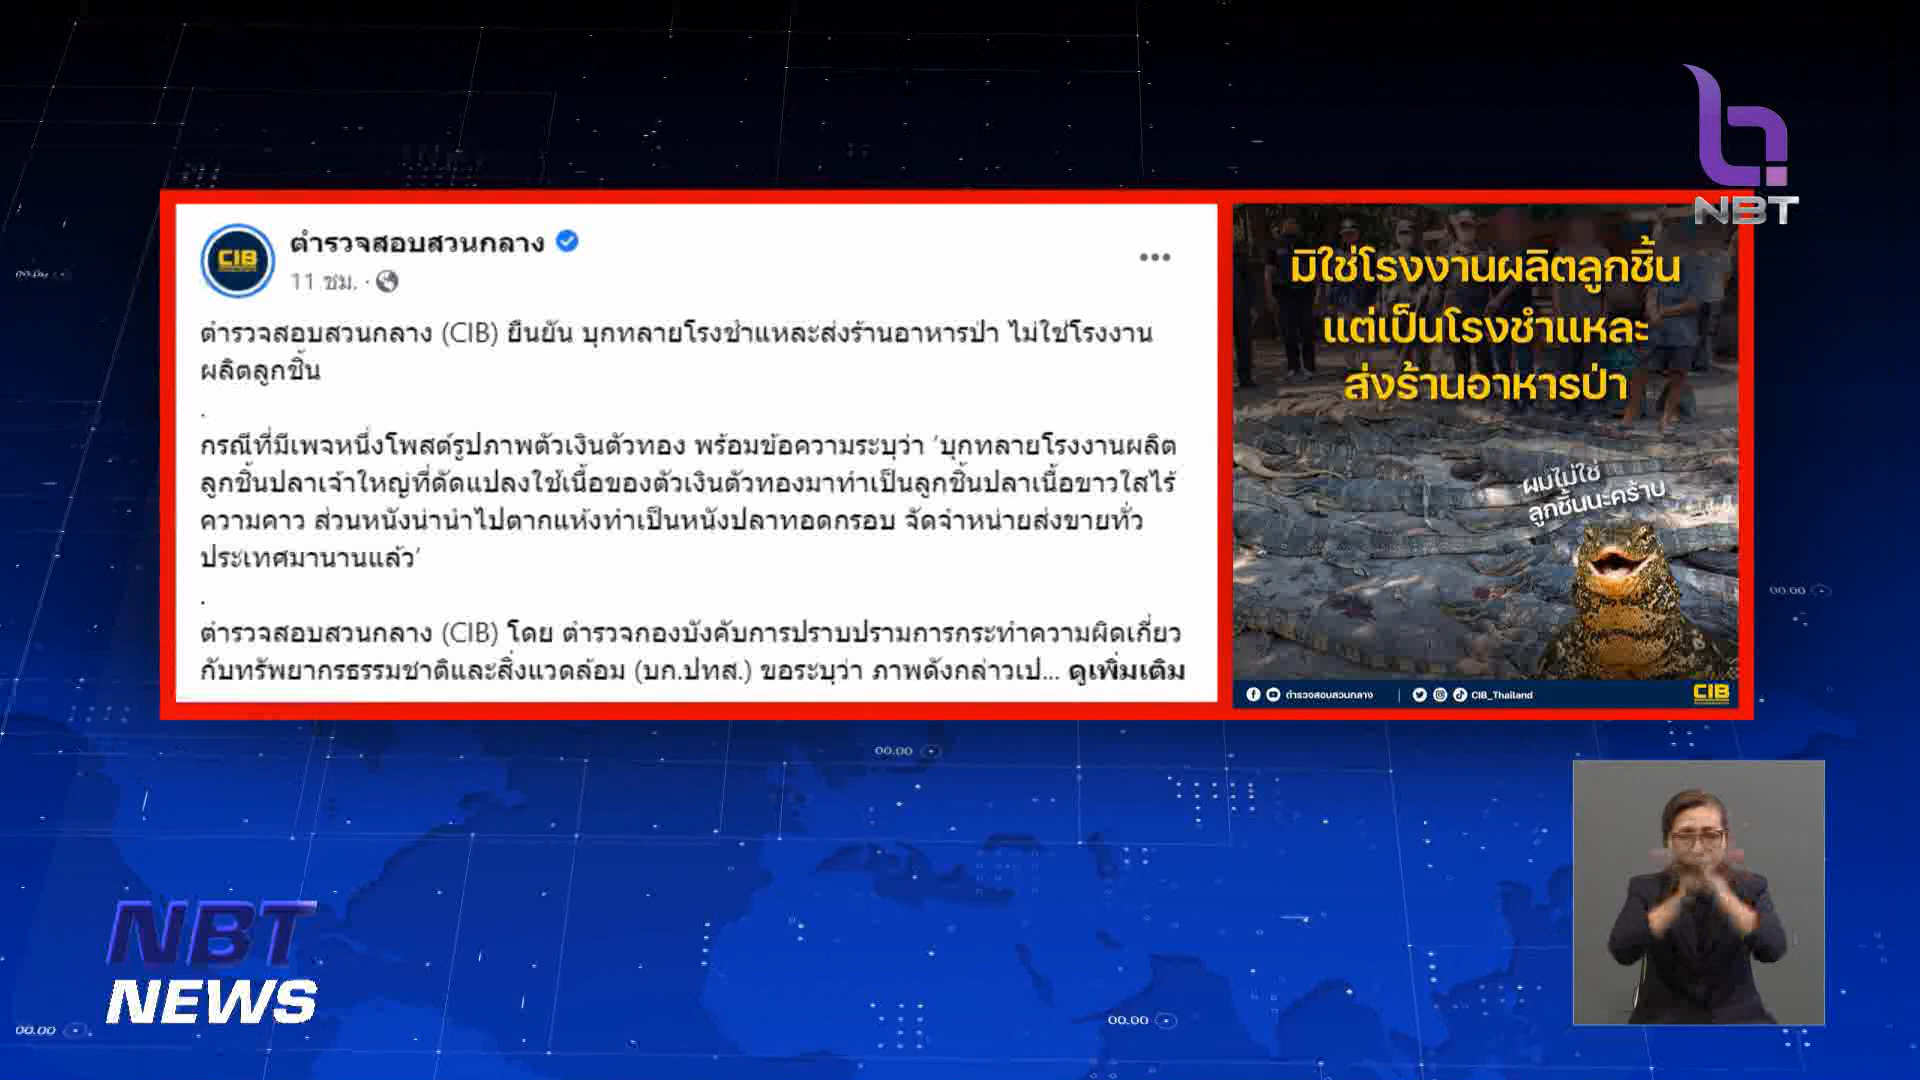 NBT
CIB
ตำรวจสอบสวนกลาง
11 ชม.
ตำรวจสอบสวนกลาง (CIB) ยืนยัน บุกทลายโรงชำแหละส่งร้านอาหารป่า ไม่ใช่โรงงาน
ผลิตลูกชิ้น
.
กรณีที่มีเพจหนึ่งโพสต์รูปภาพตัวเงินตัวทอง พร้อมข้อความระบุว่า ‘บุกทลายโรงงานผลิต
ลูกชิ้นปลาเจ้าใหญ่ที่ดัดแปลงใช้เนื้อของตัวเงินตัวทองมาทำเป็นลูกชิ้นปลาเนื้อขาวใสไร้
ความคาว ส่วนหนังน่านำไปตากแห้งทำเป็นหนังปลาทอดกรอบ จัดจำหน่ายส่งขายทั่ว
ประเทศมานานแล้ว’
.
ตำรวจสอบสวนกลาง (CIB) โดย ตำรวจกองบังคับการปราบปรามการกระทำความผิดเกี่ยว
กับทรัพยากรธรรมชาติและสิ่งแวดล้อม (บก.ปทส.) ขอระบุว่า ภาพดังกล่าวเป... ดูเพิ่มเติม
มิใช่โรงงานผลิตลูกชิ้น
แต่เป็นโรงชำแหละ
ส่งร้านอาหารป่า
ผมไม่ใช่
ลูกชิ้นนะคร้าบ
ตำรวจสอบสวนกลาง | CIB_Thailand
CIB
00.00
00.00
00.00
00.00
NBT
NEWS